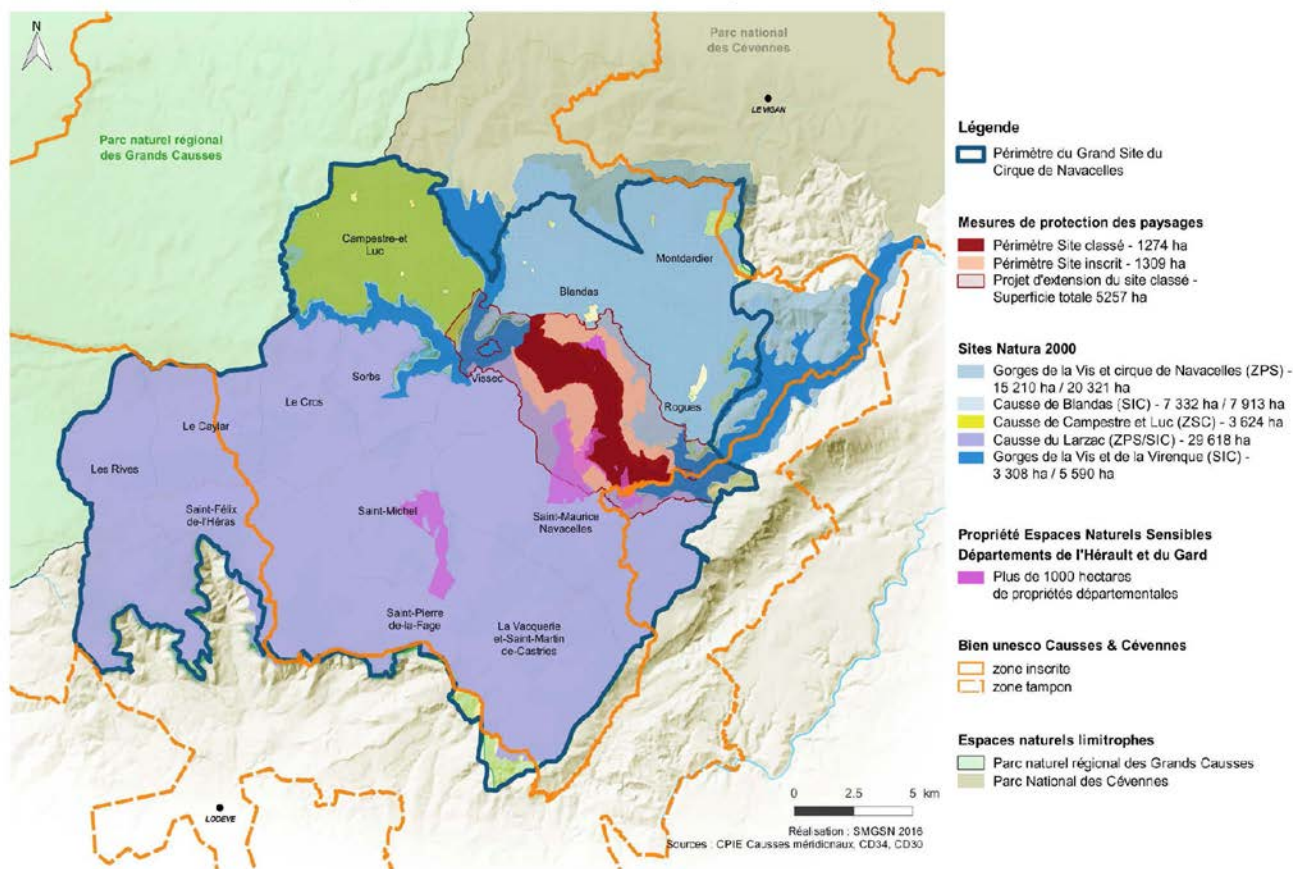 N
Parc national
des Cévennes
LE VIGAN
Parc naturel régional
des Grands Causses
Campestre-et
Luc
Montdardier
Blandas
Sorbs
Vissec
Rogues
Le Cros
Le Caylar
Les Rives
Saint-Félix
de-l'Héras
Saint-Michel
Saint-Maurice
Navacelles
Saint-Pierre
de-la-Fage
La Vacquerie
et-Saint-Martin
de-Castries
LODEVE
0 2.5 5 km
Réalisation : SMGSN 2016
Sources : CPIE Causses méridionaux, CD34, CD30
Légende
Périmètre du Grand Site du
Cirque de Navacelles
Mesures de protection des paysages
Périmètre Site classé - 1274 ha
Périmètre Site inscrit - 1309 ha
Projet d'extension du site classé -
Superficie totale 5257 ha
Sites Natura 2000
Gorges de la Vis et cirque de Navacelles (ZPS) -
15 210 ha / 20 321 ha
Causse de Blandas (SIC) - 7 332 ha / 7 913 ha
Causse de Campestre et Luc (ZSC) - 3 624 ha
Causse du Larzac (ZPS/SIC) - 29 618 ha
Gorges de la Vis et de la Virenque (SIC) -
3 308 ha / 5 590 ha
Propriété Espaces Naturels Sensibles
Départements de l'Hérault et du Gard
Plus de 1000 hectares
de propriétés départementales
Bien unesco Causses & Cévennes
zone inscrite
zone tampon
Espaces naturels limitrophes
Parc naturel régional des Grands Causses
Parc National des Cévennes